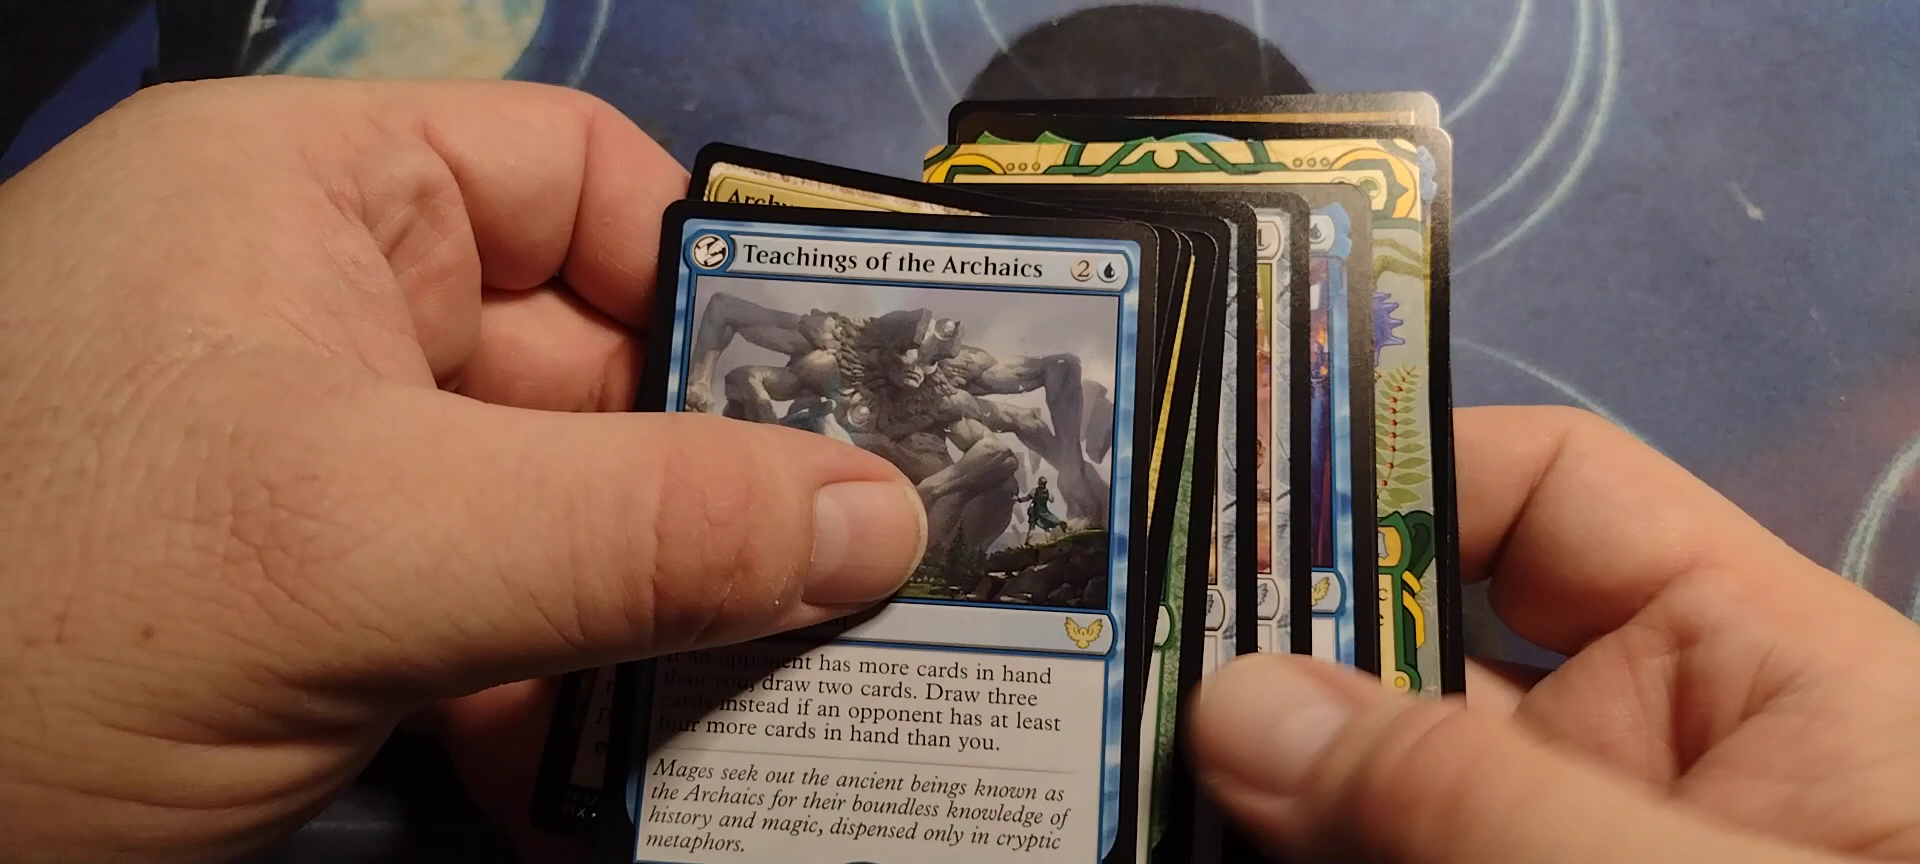 Teachings of the Archaics 2
If an opponent has more cards in hand
than you, draw two cards. Draw three
cards instead if an opponent has at least
four more cards in hand than you.
Mages seek out the ancient beings known as
the Archaics for their boundless knowledge of
history and magic, dispensed only in cryptic
metaphors.